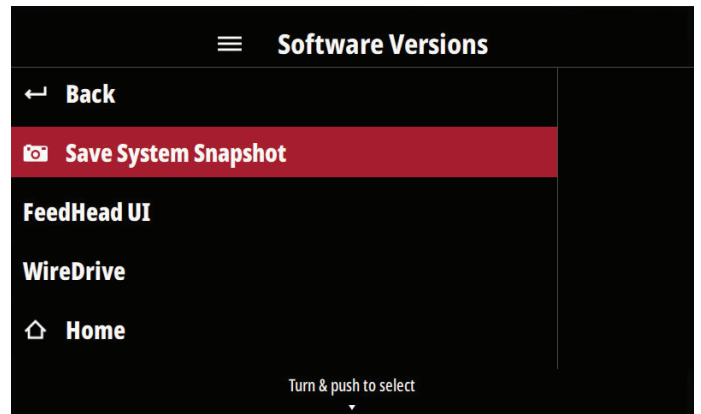 Software Versions
Back
Save System Snapshot
FeedHead UI
WireDrive
Home
Turn & push to select